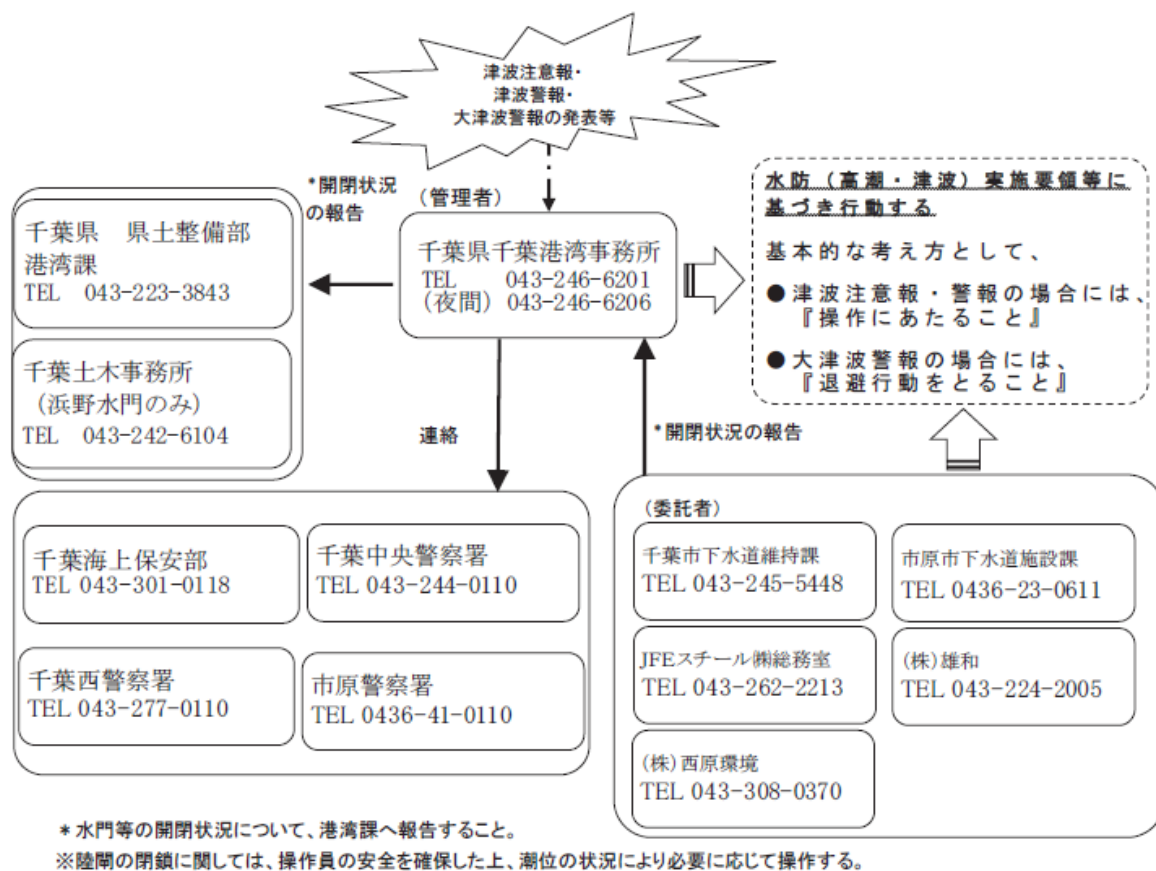 津波注意報・
津波警報・
大津波警報の発表等
*開閉状況
の報告
(管理者)
千葉県千葉港湾事務所
TEL 043-246-6201
(夜間) 043-246-6206
千葉県 県土整備部
港湾課
TEL 043-223-3843
千葉土木事務所
(浜野水門のみ)
TEL 043-242-6104
水防(高潮・津波)実施要領等に
基づき行動する
基本的な考え方として、
●津波注意報・警報の場合には、
『操作にあたること』
●大津波警報の場合には、
『退避行動をとること』
連絡
*開閉状況の報告
千葉海上保安部
TEL 043-301-0118
千葉中央警察署
TEL 043-244-0110
千葉西警察署
TEL 043-277-0110
市原警察署
TEL 0436-41-0110
(委託者)
千葉市下水道維持課
TEL 043-245-5448
市原市下水道施設課
TEL 0436-23-0611
JFEスチール㈱総務室
TEL 043-262-2213
(株)雄和
TEL 043-224-2005
(株)西原環境
TEL 043-308-0370
*水門等の開閉状況について、港湾課へ報告すること。
※陸閘の閉鎖に関しては、操作員の安全を確保した上、潮位の状況により必要に応じて操作する。